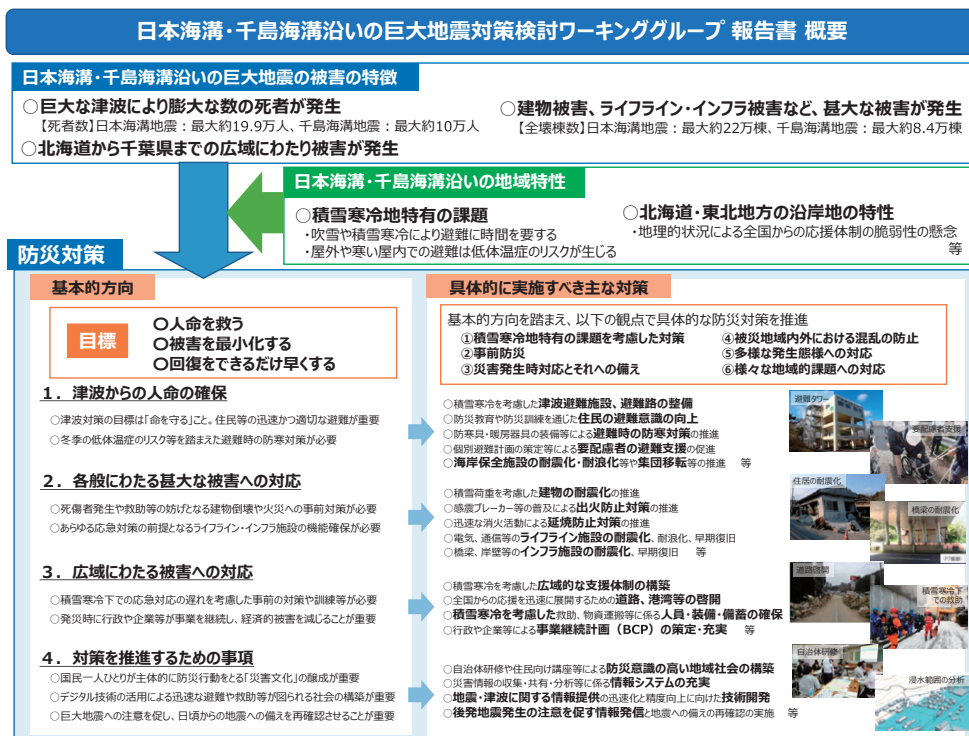 日本海溝・千島海溝沿いの巨大地震対策検討ワーキンググループ 報告書 概要
日本海溝・千島海溝沿いの巨大地震の被害の特徴
○巨大な津波により膨大な数の死者が発生
【死者数】日本海溝地震：最大約19.9万人、千島海溝地震：最大約10万人
○北海道から千葉県までの広域にわたり被害が発生
○建物被害、ライフライン・インフラ被害など、甚大な被害が発生
【全壊棟数】日本海溝地震：最大約22万棟、千島海溝地震：最大約8.4万棟
日本海溝・千島海溝沿いの地域特性
○積雪寒冷地特有の課題
・吹雪や積雪寒冷により避難に時間を要する
・屋外や寒い屋内での避難は低体温症のリスクが生じる
○北海道・東北地方の沿岸地の特性
・地理的状況による全国からの応援体制の脆弱性の懸念
等
防災対策
基本的方向
目標
○人命を救う
○被害を最小化する
○回復をできるだけ早くする
１．津波からの人命の確保
○津波対策の目標は「命を守る」こと。住民等の迅速かつ適切な避難が重要
○冬季の低体温症のリスク等を踏まえた避難時の防寒対策が必要
２．各般にわたる甚大な被害への対応
○死傷者発生や救助等の妨げとなる建物倒壊や火災への事前対策が必要
○あらゆる応急対策の前提となるライフライン・インフラ施設の機能確保が必要
３．広域にわたる被害への対応
○積雪寒冷下での応急対応の遅れを考慮した事前の対策や訓練等が必要
○発災時に行政や企業等が事業を継続し、経済的被害を減じることが重要
４．対策を推進するための事項
○国民一人ひとりが主体的に防災行動をとる「災害文化」の醸成が重要
○デジタル技術の活用による迅速な避難や救助等が図られる社会の構築が重要
○巨大地震への注意を促し、日頃からの地震への備えを再確認させることが重要
具体的に実施すべき主な対策
基本的方向を踏まえ、以下の観点で具体的な防災対策を推進
①積雪寒冷地特有の課題を考慮した対策
②事前防災
③災害発生時対応とそれへの備え
④被災地域内外における混乱の防止
⑤多様な発生態様への対応
⑥様々な地域的課題への対応
○積雪寒冷を考慮した津波避難施設、避難路の整備
○防災教育や防災訓練を通じた住民の避難意識の向上
○防寒具・暖房器具の装備等による避難時の防寒対策の推進
○個別避難計画の策定等による要配慮者の避難支援の促進
○海岸保全施設の耐震化・耐浪化等や集団移転等の推進　等
○積雪荷重を考慮した建物の耐震化の推進
○感震ブレーカー等の普及による出火防止対策の推進
○迅速な消火活動による延焼防止対策の推進
○電気、通信等のライフライン施設の耐震化、耐浪化、早期復旧
○橋梁、岸壁等のインフラ施設の耐震化、早期復旧　等
○積雪寒冷を考慮した広域的な支援体制の構築
○全国からの応援を迅速に展開するための道路、港湾等の啓開
○積雪寒冷を考慮した救助、物資運搬等に係る人員・装備・備蓄の確保
○行政や企業等による事業継続計画（BCP）の策定・充実　等
○自治体研修や住民向け講座等による防災意識の高い地域社会の構築
○災害情報の収集・共有・分析等に係る情報システムの充実
○地震・津波に関する情報提供の迅速化と精度向上に向けた技術開発
○後発地震発生の注意を促す情報発信と地震への備えの再確認の実施　等
避難タワー
要配慮者支援
住居の耐震化
橋梁の耐震化
道路啓開
積雪寒冷下
での救助
自治体研修
浸水範囲の分析